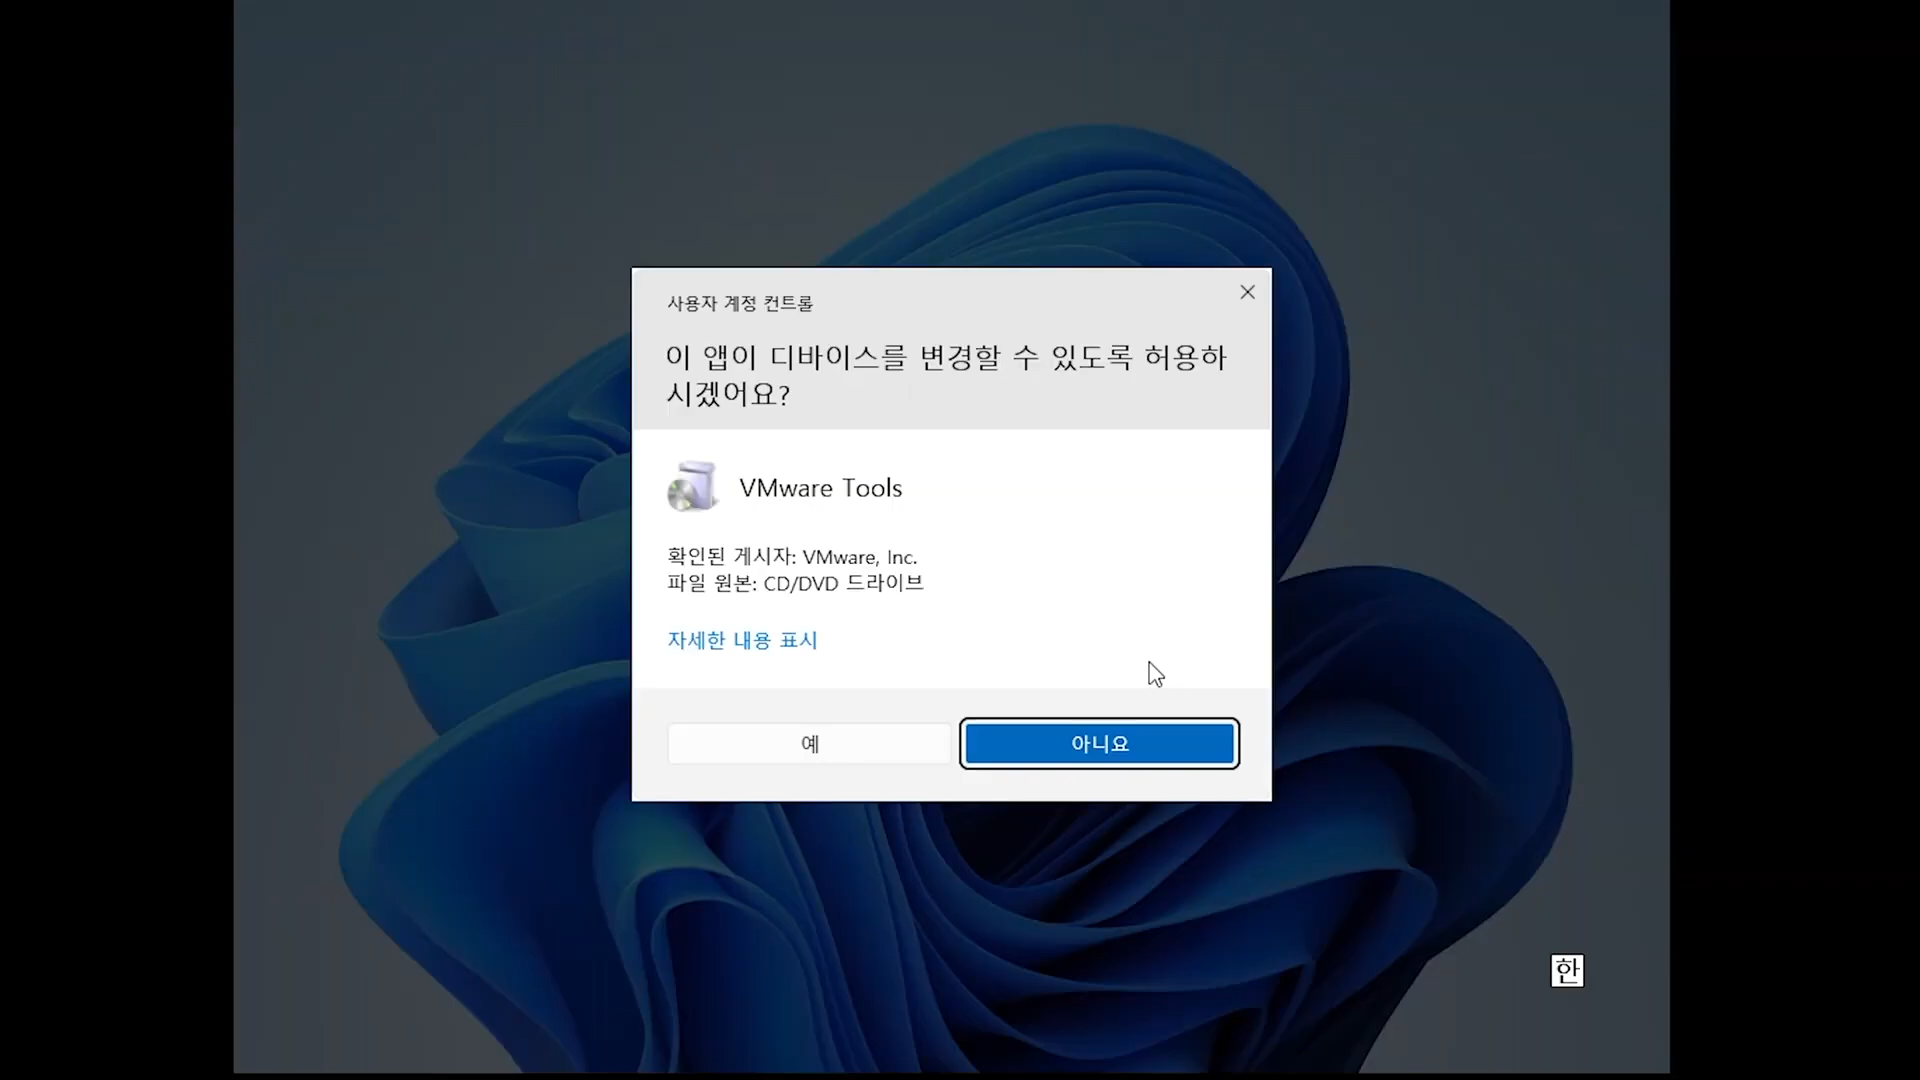 사용자 계정 컨트롤
이 앱이 디바이스를 변경할 수 있도록 허용하
시겠어요?
VMware Tools
확인된 게시자: VMware, Inc.
파일 원본: CD/DVD 드라이브
자세한 내용 표시
예
아니요
한